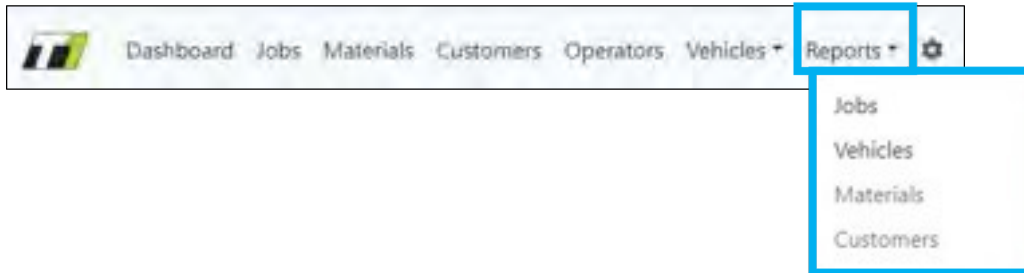 Dashboard Jobs Materials Customers Operators Vehicles Reports
Jobs
Vehicles
Materials
Customers